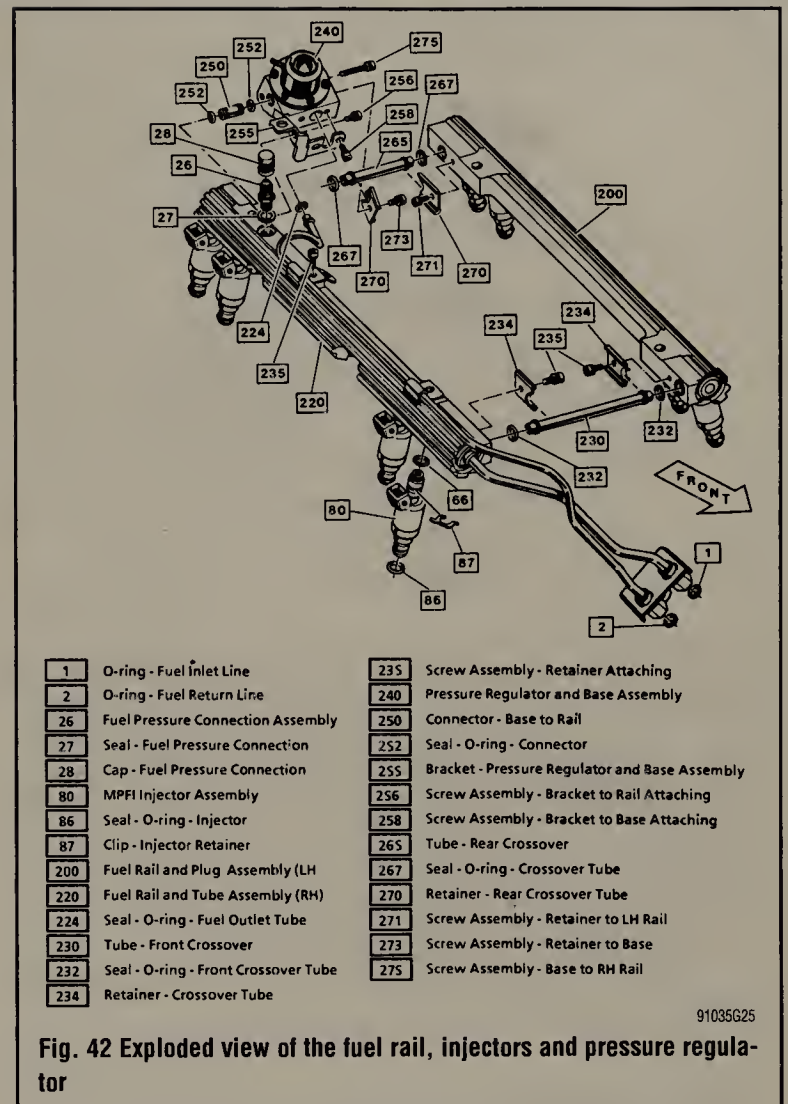 240
275
252
250
252
256
267
258
28
255
265
26
200
27
267
273
271
270
270
224
234
234
235
235
220
232
230
232
66
FRONT
80
87
1
86
2
1 O-ring - Fuel Inlet Line
2 O-ring - Fuel Return Line
26 Fuel Pressure Connection Assembly
27 Seal - Fuel Pressure Connection
28 Cap - Fuel Pressure Connection
80 MPFI Injector Assembly
86 Seal - O-ring - Injector
87 Clip - Injector Retainer
200 Fuel Rail and Plug Assembly (LH
220 Fuel Rail and Tube Assembly (RH)
224 Seal - O-ring - Fuel Outlet Tube
230 Tube - Front Crossover
232 Seal - O-ring - Front Crossover Tube
234 Retainer - Crossover Tube
235 Screw Assembly - Retainer Attaching
240 Pressure Regulator and Base Assembly
250 Connector - Base to Rail
252 Seal - O-ring - Connector
255 Bracket - Pressure Regulator and Base Assembly
256 Screw Assembly - Bracket to Rail Attaching
258 Screw Assembly - Bracket to Base Attaching
265 Tube - Rear Crossover
267 Seal - O-ring - Crossover Tube
270 Retainer - Rear Crossover Tube
271 Screw Assembly - Retainer to LH Rail
273 Screw Assembly - Retainer to Base
275 Screw Assembly - Base to RH Rail
91035G25
Fig. 42 Exploded view of the fuel rail, injectors and pressure regula-
tor